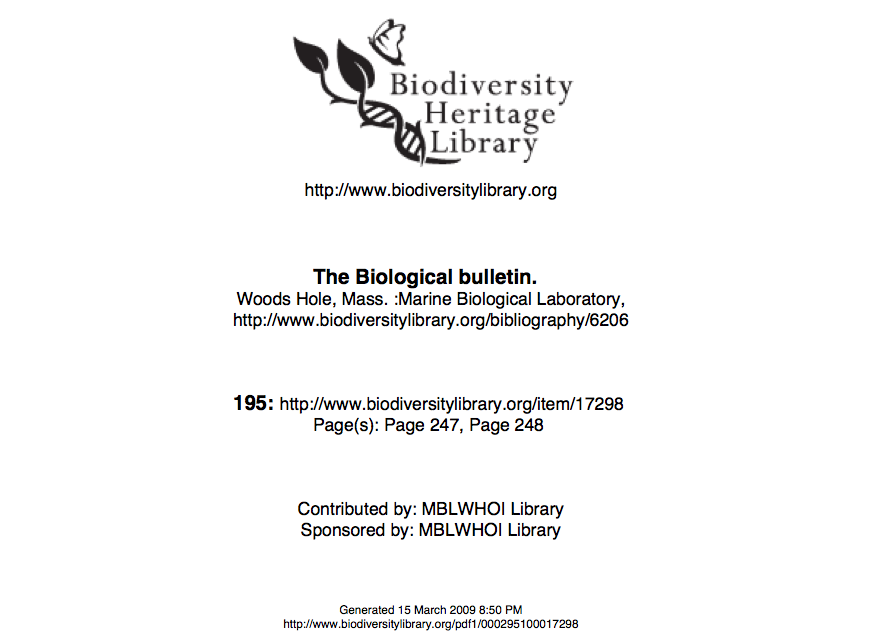 Biodiversity
Heritage
Library
http://www.biodiversitylibrary.org
The Biological bulletin.
Woods Hole, Mass. :Marine Biological Laboratory,
http://www.biodiversitylibrary.org/bibliography/6206
195: http://www.biodiversitylibrary.org/item/17298
Page(s): Page 247, Page 248
Contributed by: MBLWHOI Library
Sponsored by: MBLWHOI Library
Generated 15 March 2009 8:50 PM
http://www.biodiversitylibrary.org/pdf1/000295100017298